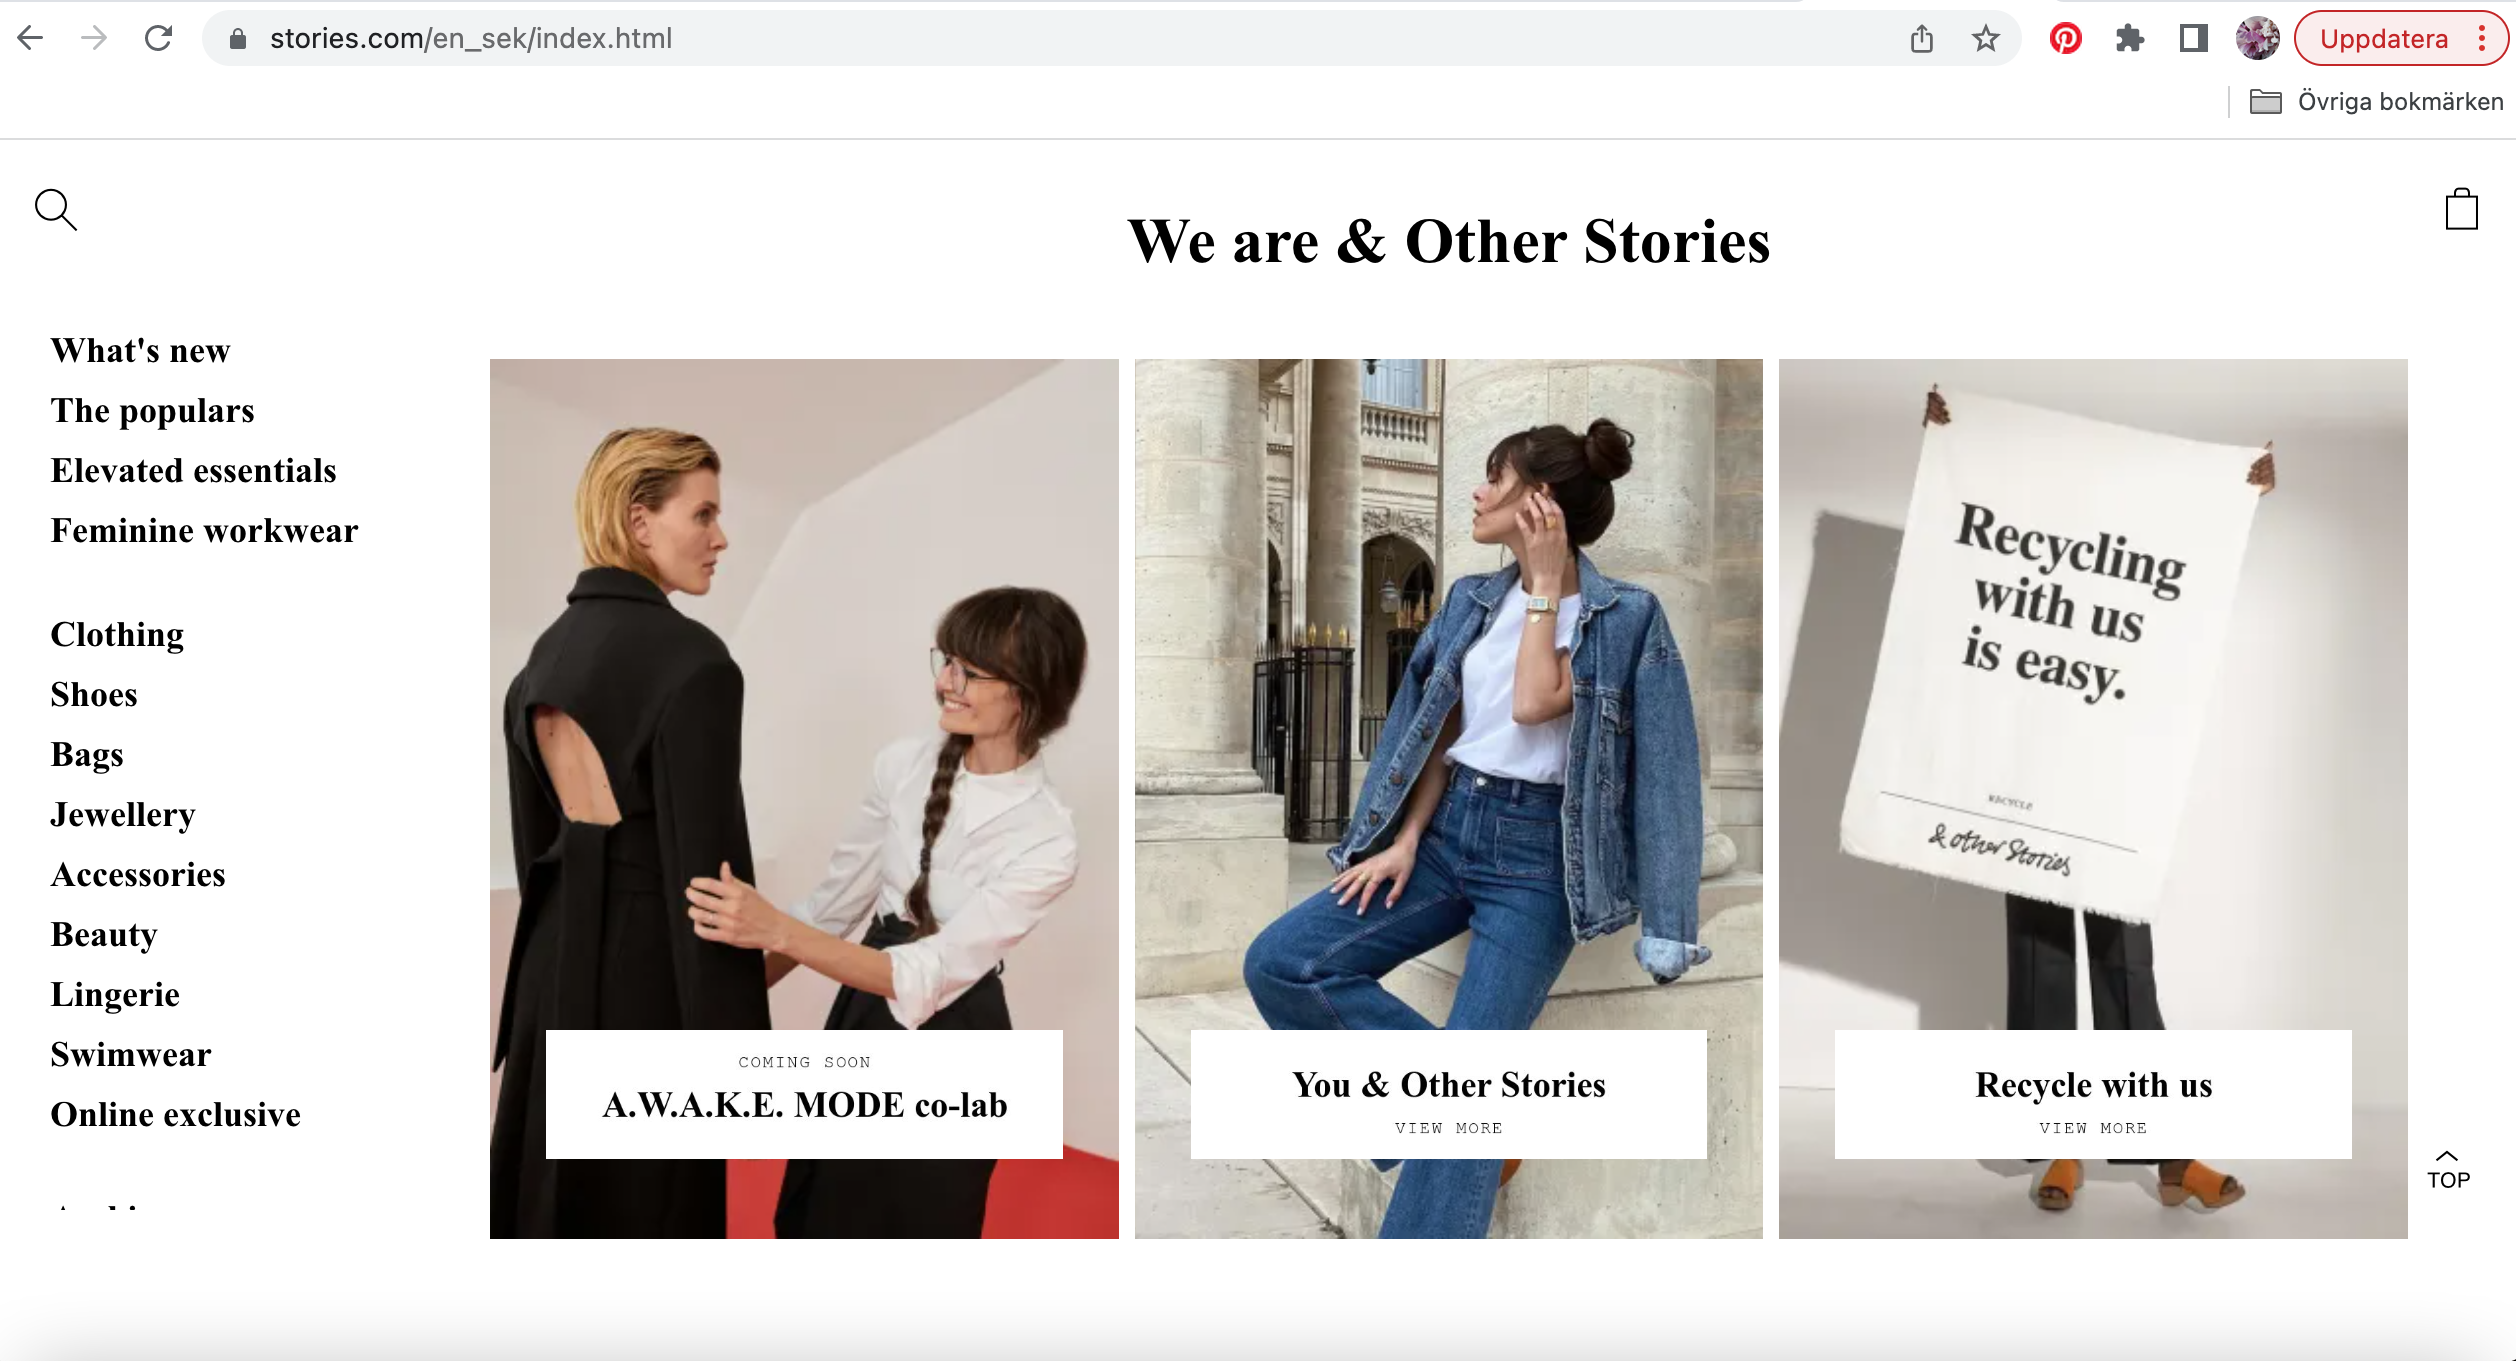 stories.com/en_sek/index.html
Uppdatera
Övriga bokmärken
We are & Other Stories
What's new
The populars
Elevated essentials
Feminine workwear
Clothing
Shoes
Bags
Jewellery
Accessories
Beauty
Lingerie
Swimwear
Online exclusive
COMING SOON
A.W.A.K.E. MODE co-lab
You & Other Stories
VIEW MORE
Recycling
with us
is easy.
RECYCLE
& other Stories
Recycle with us
VIEW MORE
TOP